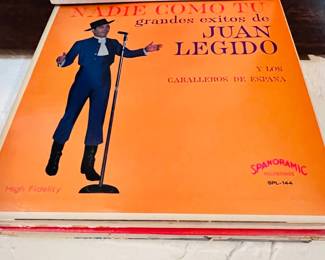 NADIE COMO TU
grandes exitos de
JUAN
LEGIDO
Y LOS
CABALLEROS DE ESPAÑA
SPANORAMIC
SPL-144
High Fidelity